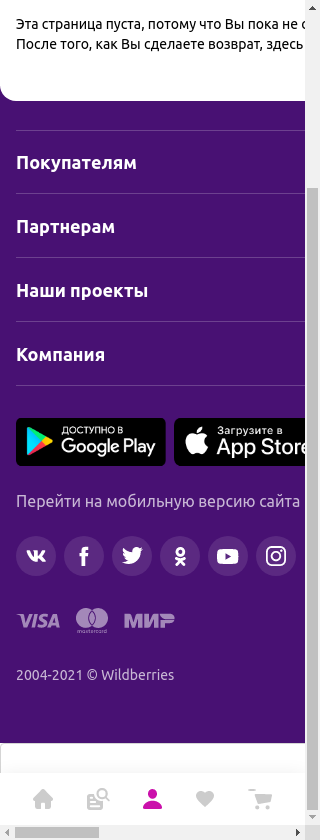 Эта страница пуста, потому что Вы пока не
После того, как Вы сделаете возврат, здесь
Покупателям
Партнерам
Наши проекты
Компания
ДОСТУПНО В
Google Play
Загрузите в
App Store
Перейти на мобильную версию сайта
VISA
mastercard
МИР
2004-2021 © Wildberries